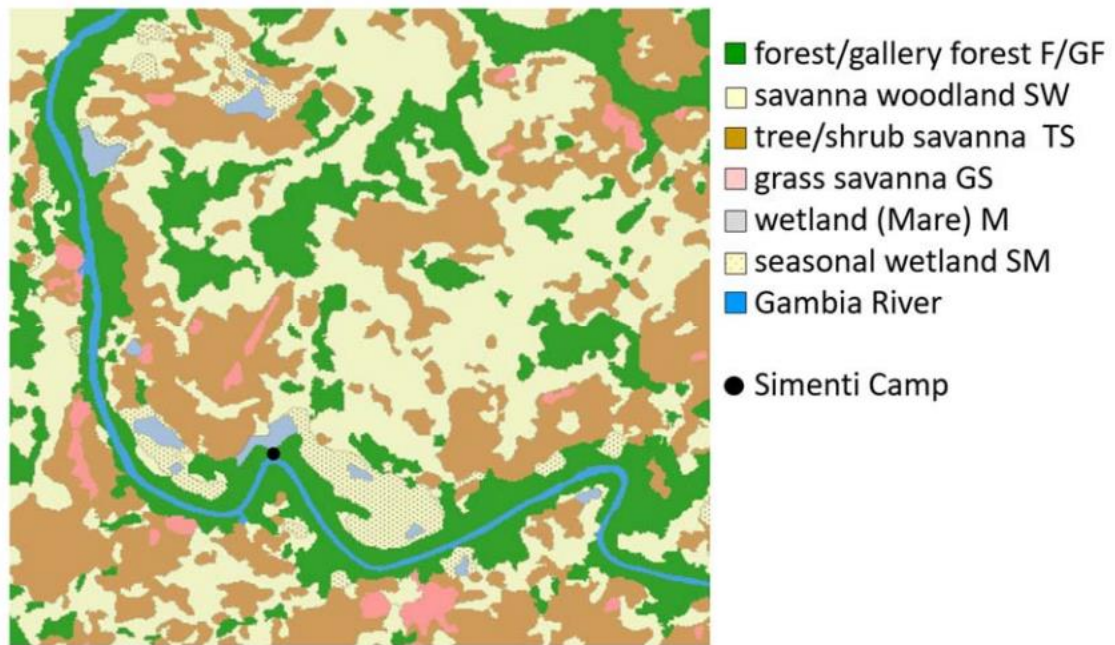 forest/gallery forest F/GF
savanna woodland SW
tree/shrub savanna TS
grass savanna GS
wetland (Mare) M
seasonal wetland SM
Gambia River
Simenti Camp